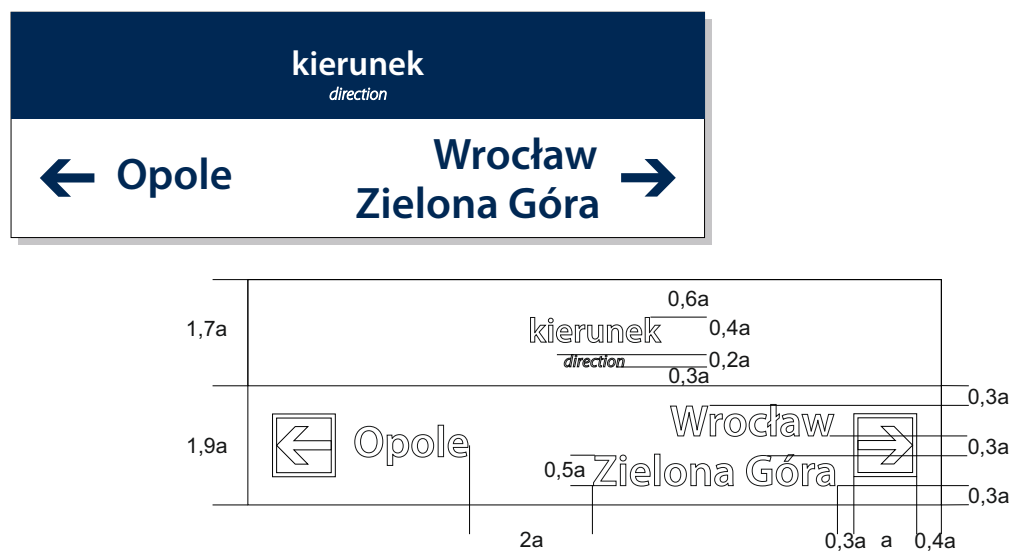 kierunek
direction
← Opole
Wrocław →
Zielona Góra
0,6a
1,7a
kierunek
0,4a
direction
0,2a
0,3a
0,3a
Wrocław
1,9a
Opole
0,3a
0,5a
Zielona Góra
0,3a
2a
0,3a
a
0,4a